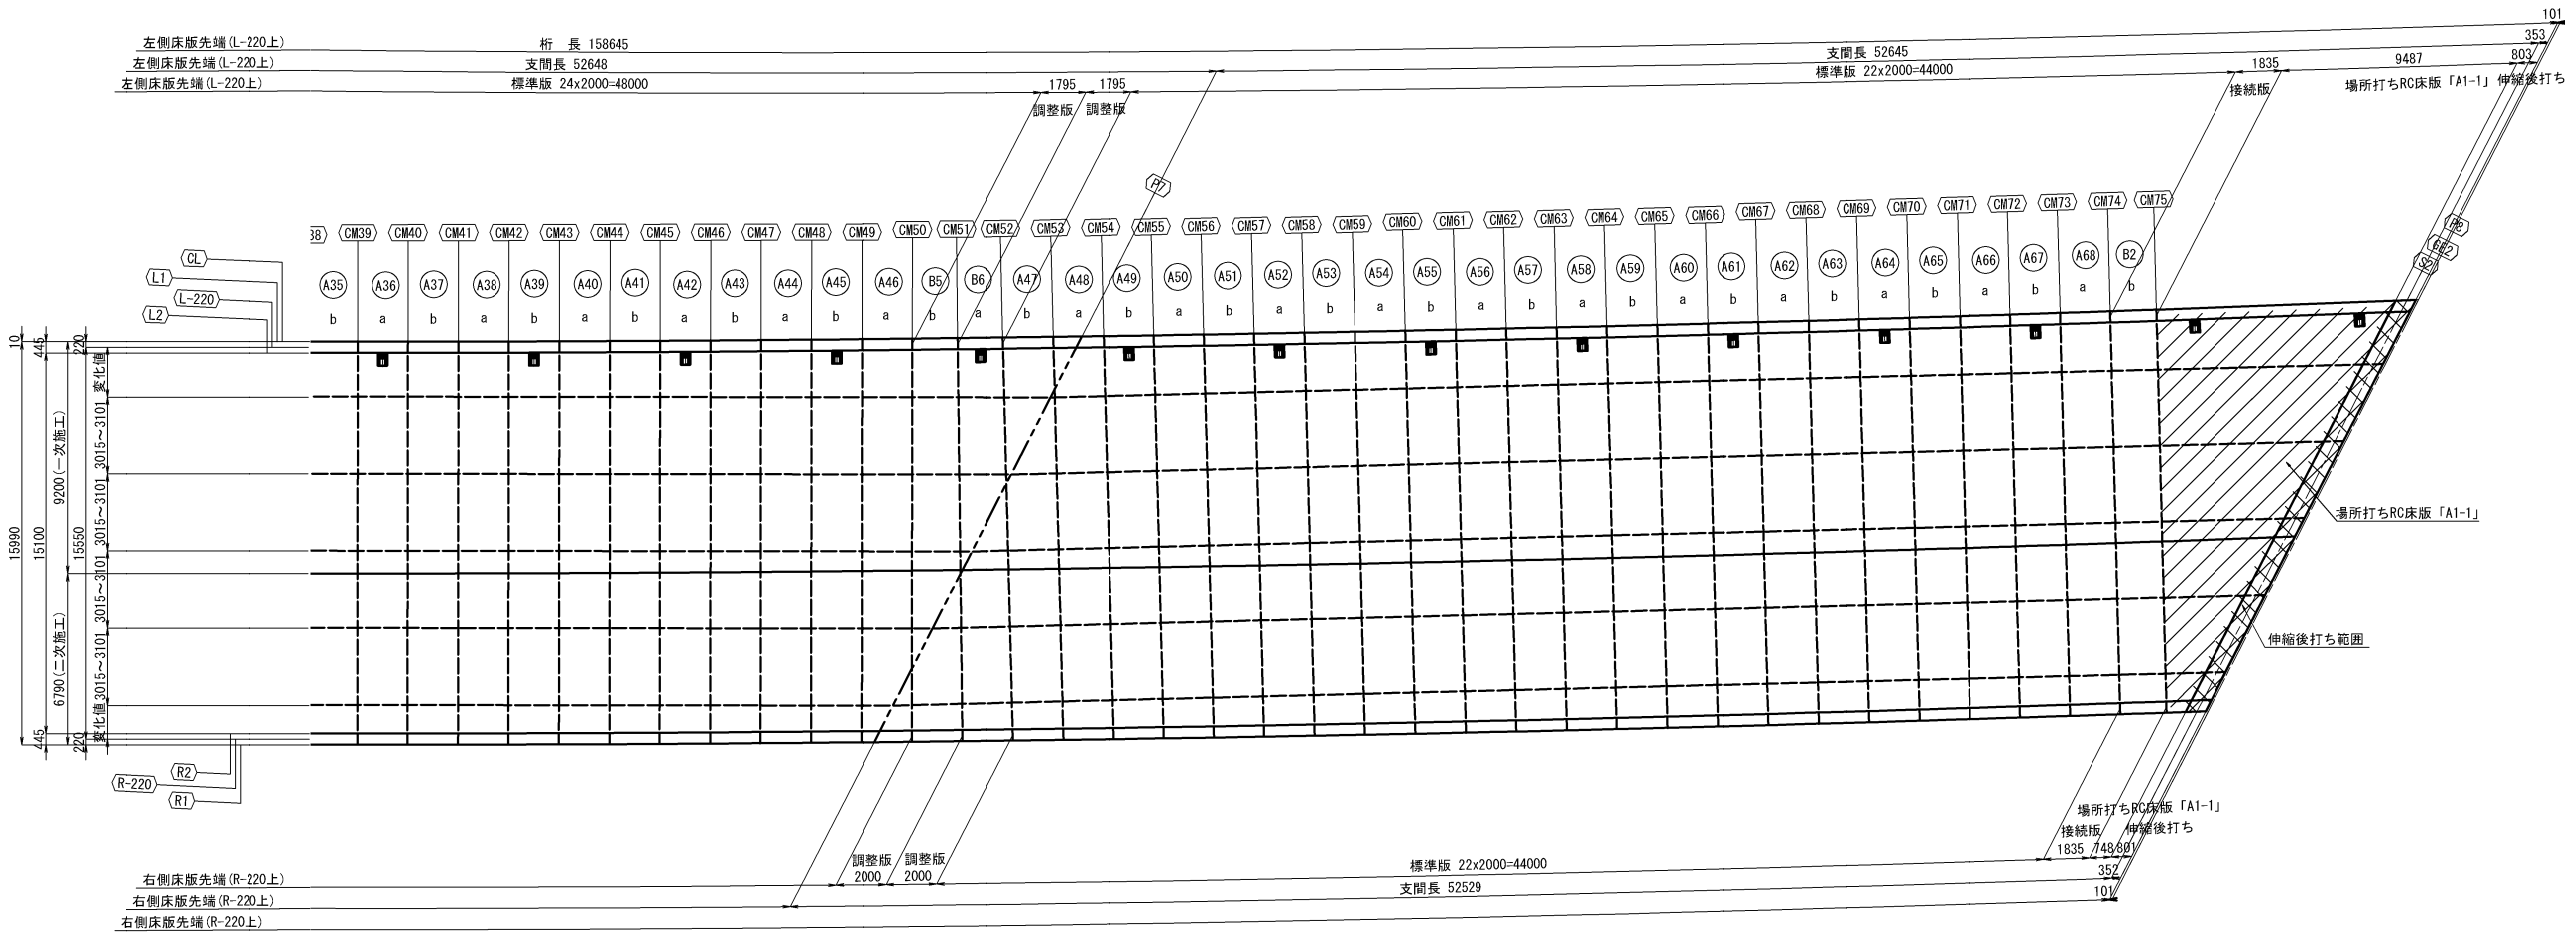 101
左側床版先端(L-220上)
桁 長 158645
353
左側床版先端(L-220上)
支間長 52648
支間長 52645
803
左側床版先端(L-220上)
標準版 24x2000=48000
1795
1795
標準版 22x2000=44000
1835
9487
調整版
調整版
接続版
場所打ちRC床版「A1-1」
伸縮後打ち
P7
38
CM39
CM40
CM41
CM42
CM43
CM44
CM45
CM46
CM47
CM48
CM49
CM50
CM51
CM52
CM53
CM54
CM55
CM56
CM57
CM58
CM59
CM60
CM61
CM62
CM63
CM64
CM65
CM66
CM67
CM68
CM69
CM70
CM71
CM72
CM73
CM74
CM75
P8
GE2
S2
CL
L1
L-220
L2
A35
A36
A37
A38
A39
A40
A41
A42
A43
A44
A45
A46
B5
B6
A47
A48
A49
A50
A51
A52
A53
A54
A55
A56
A57
A58
A59
A60
A61
A62
A63
A64
A65
A66
A67
A68
B2
b
a
b
a
b
a
b
a
b
a
b
a
b
a
b
a
b
a
b
a
b
a
b
a
b
a
b
a
b
a
b
a
b
a
b
a
b
10
445
220
変化値
3015~3101
3015~3101
3015~3101
3015~3101
変化値
9200(一次施工)
6790(二次施工)
15990
15100
15550
445
220
場所打ちRC床版「A1-1」
伸縮後打ち範囲
R2
R-220
R1
場所打ちRC床版「A1-1」
接続版
伸縮後打ち
調整版
調整版
標準版 22x2000=44000
1835
748
801
右側床版先端(R-220上)
2000
2000
352
右側床版先端(R-220上)
支間長 52529
101
右側床版先端(R-220上)